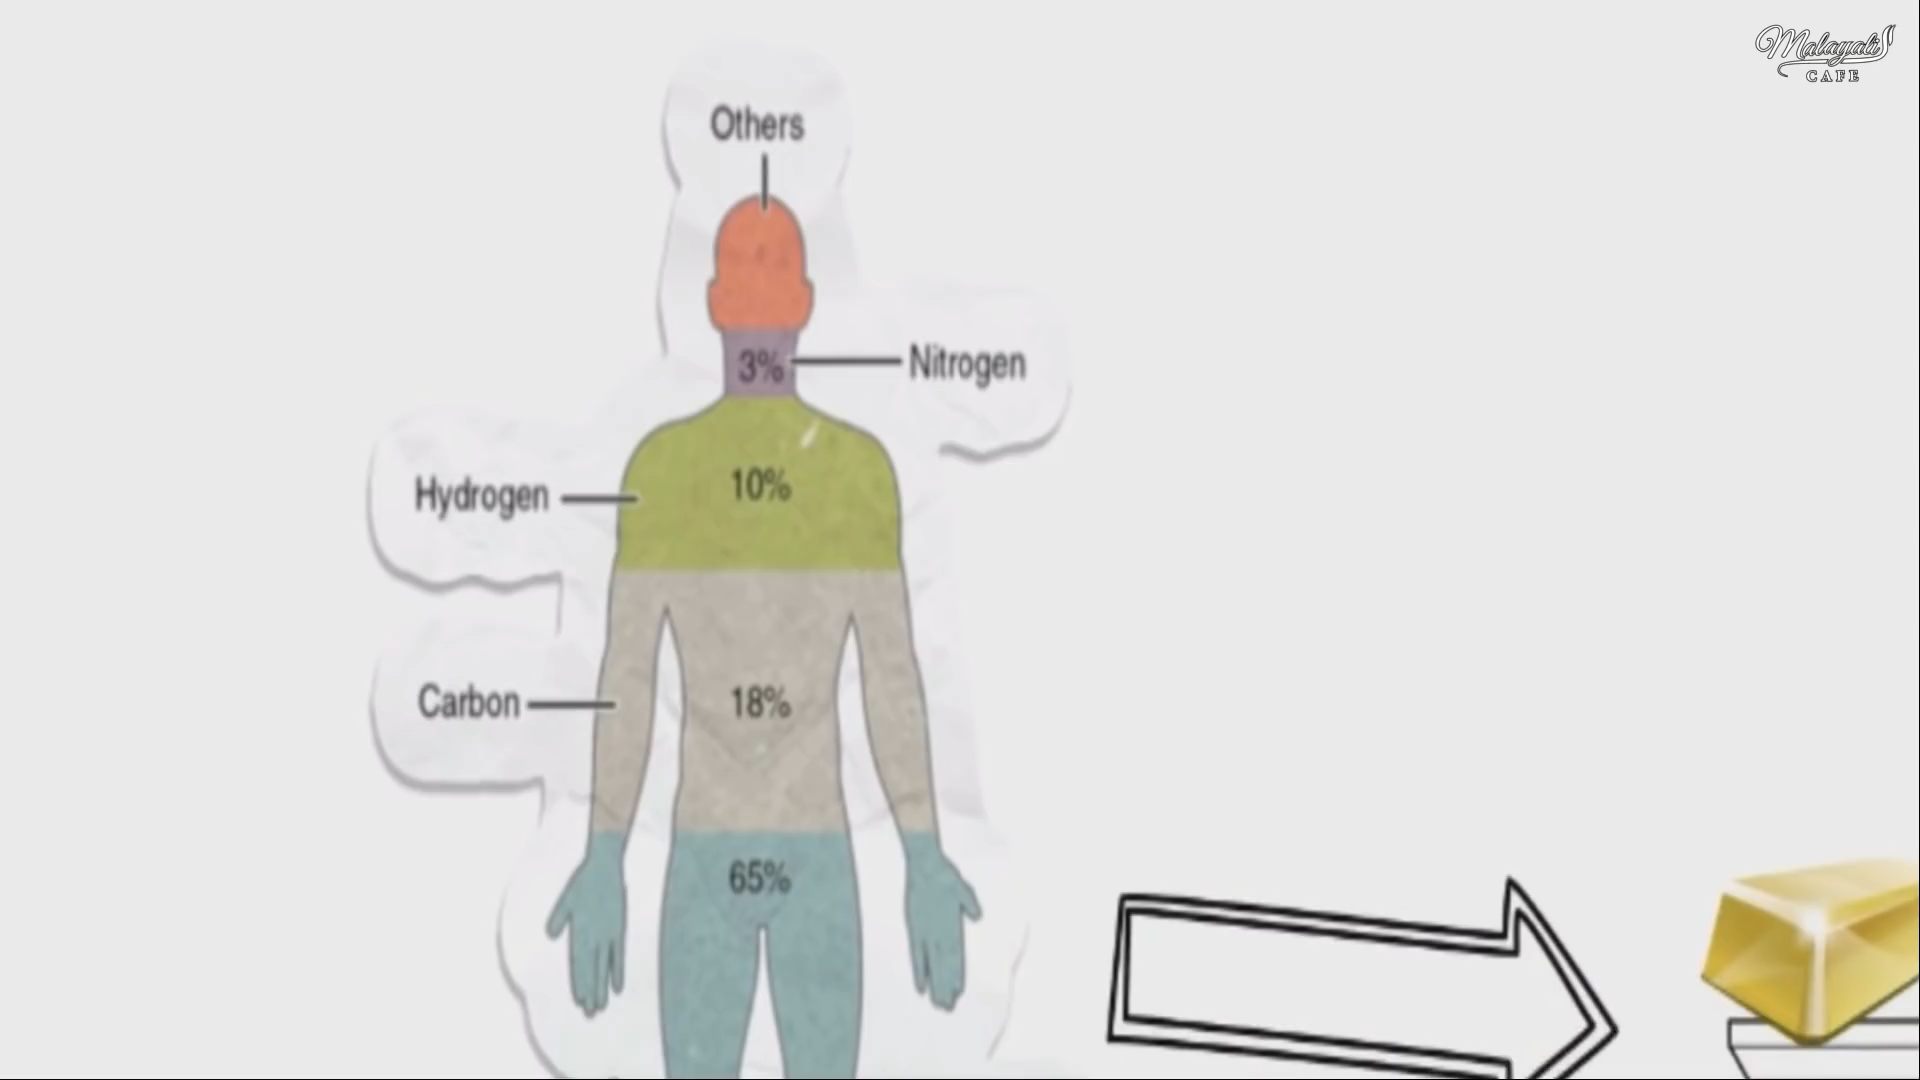 Malayali
CAFE
Others
3%
Nitrogen
10%
Hydrogen
Carbon
18%
65%